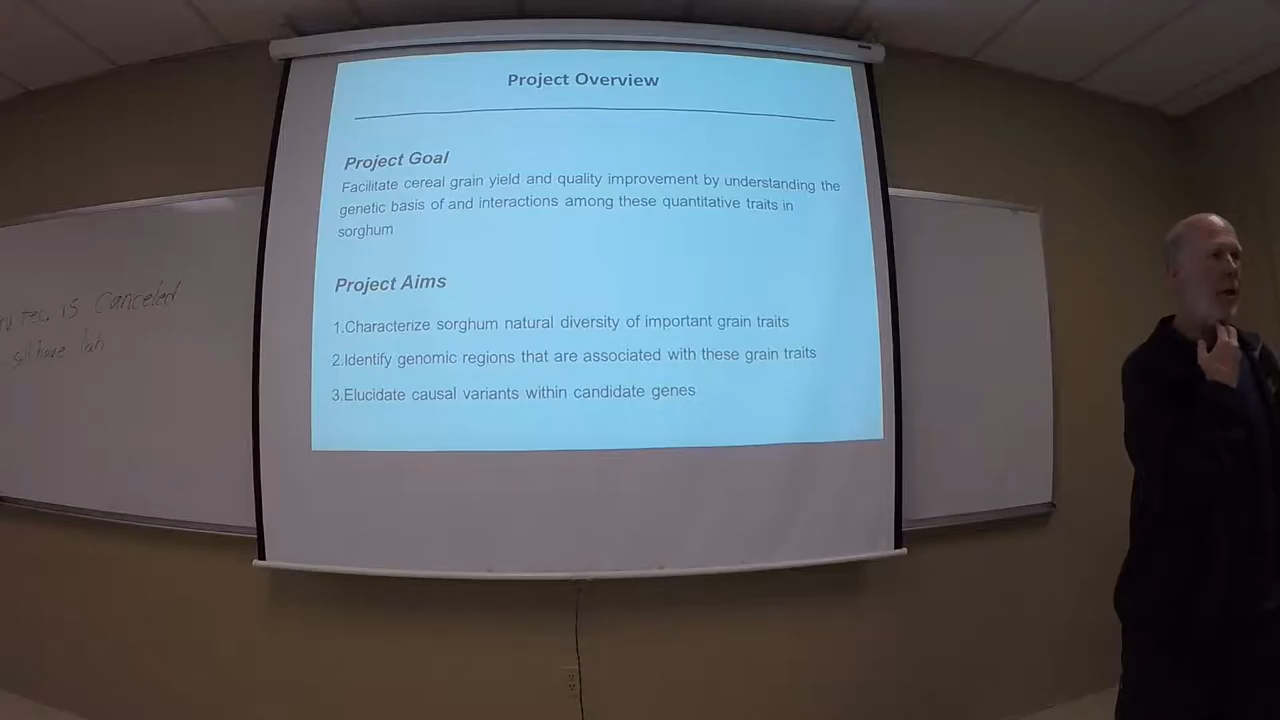 Project Overview
Project Goal
Facilitate cereal grain yield and quality improvement by understanding the
genetic basis of and interactions among these quantitative traits in
sorghum
Project Aims
1.Characterize sorghum natural diversity of important grain traits
2.Identify genomic regions that are associated with these grain traits
3.Elucidate causal variants within candidate genes
is canceled
have lab